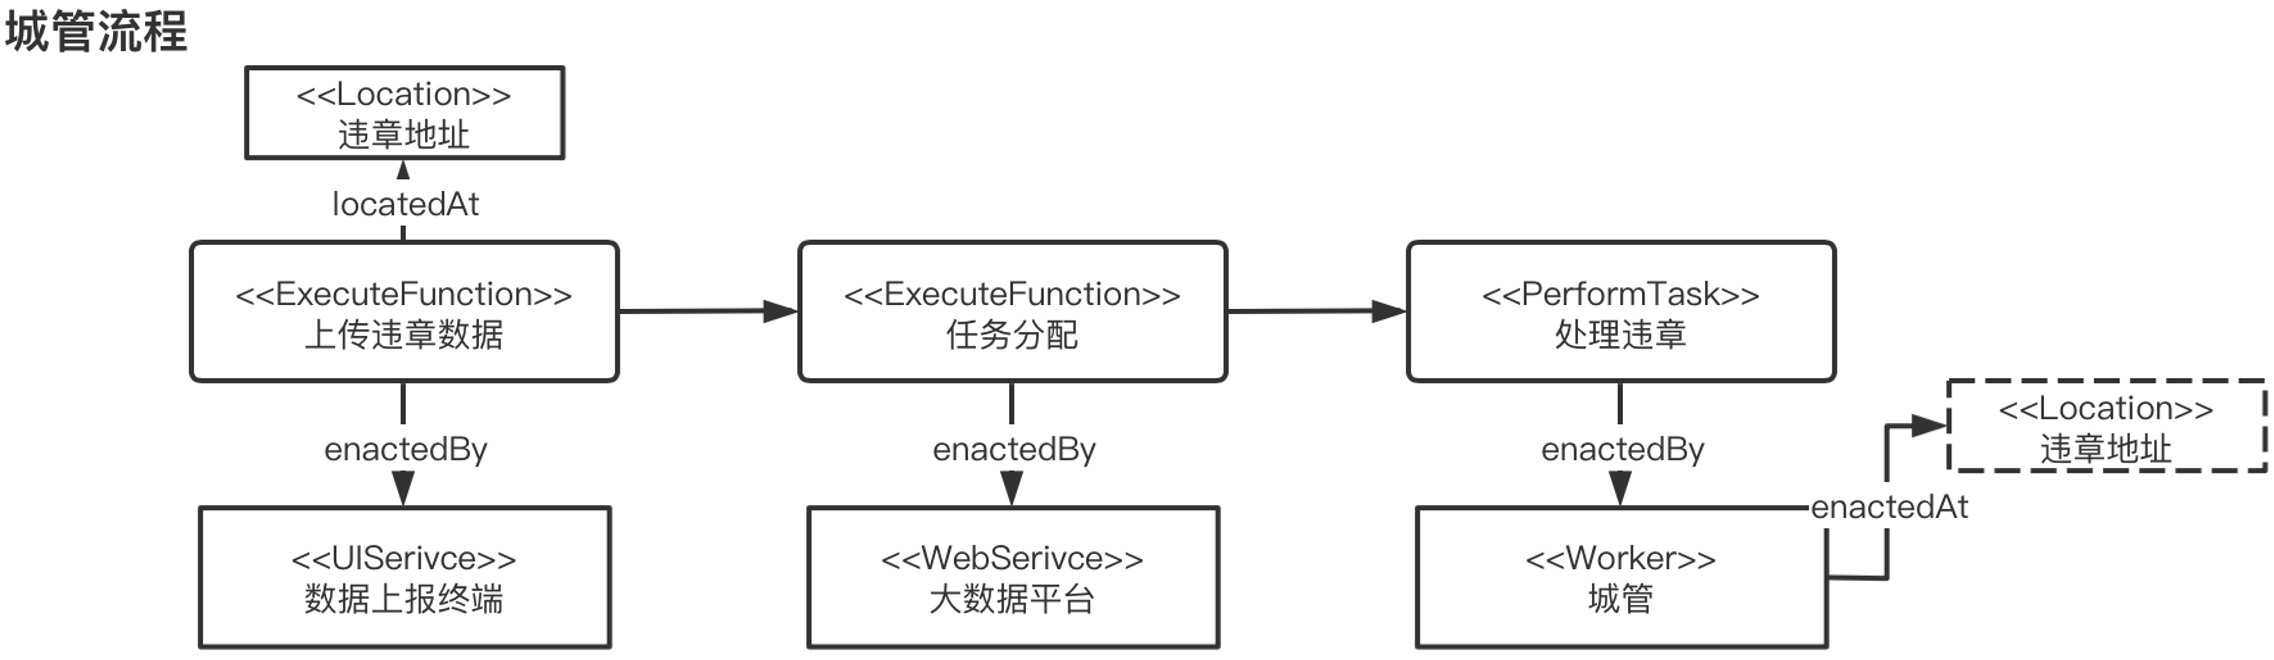 城管流程
<<Location>>
违章地址
locatedAt
<<ExecuteFunction>>
上传违章数据
<<ExecuteFunction>>
任务分配
<<PerformTask>>
处理违章
<<Location>>
违章地址
enactedBy
enactedBy
enactedBy
enactedAt
<<UISerivce>>
数据上报终端
<<WebSerivce>>
大数据平台
<<Worker>>
城管